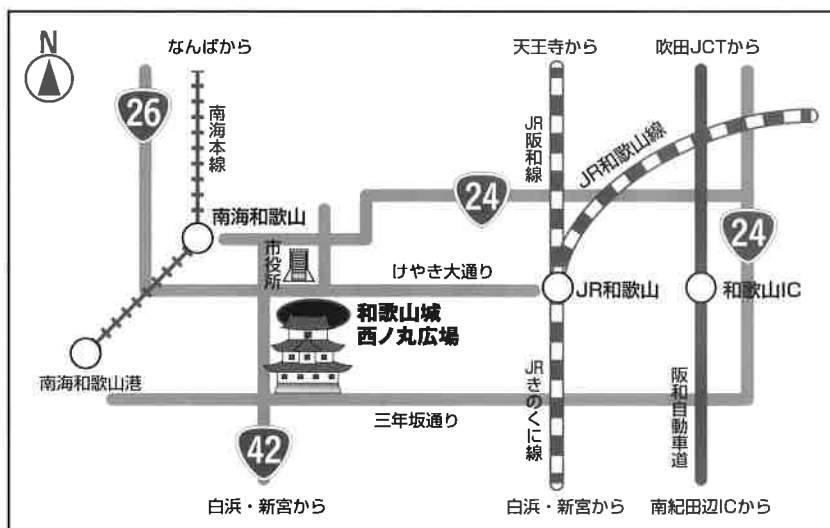 N
なんばから
天王寺から
吹田JCTから
26
南海本線
JR阪和線
JR和歌山線
南海和歌山
24
24
市役所
けやき大通り
JR和歌山
和歌山IC
和歌山城
西ノ丸広場
南海和歌山港
JRきのくに線
阪和自動車道
三年坂通り
42
白浜・新宮から
白浜・新宮から
南紀田辺ICから